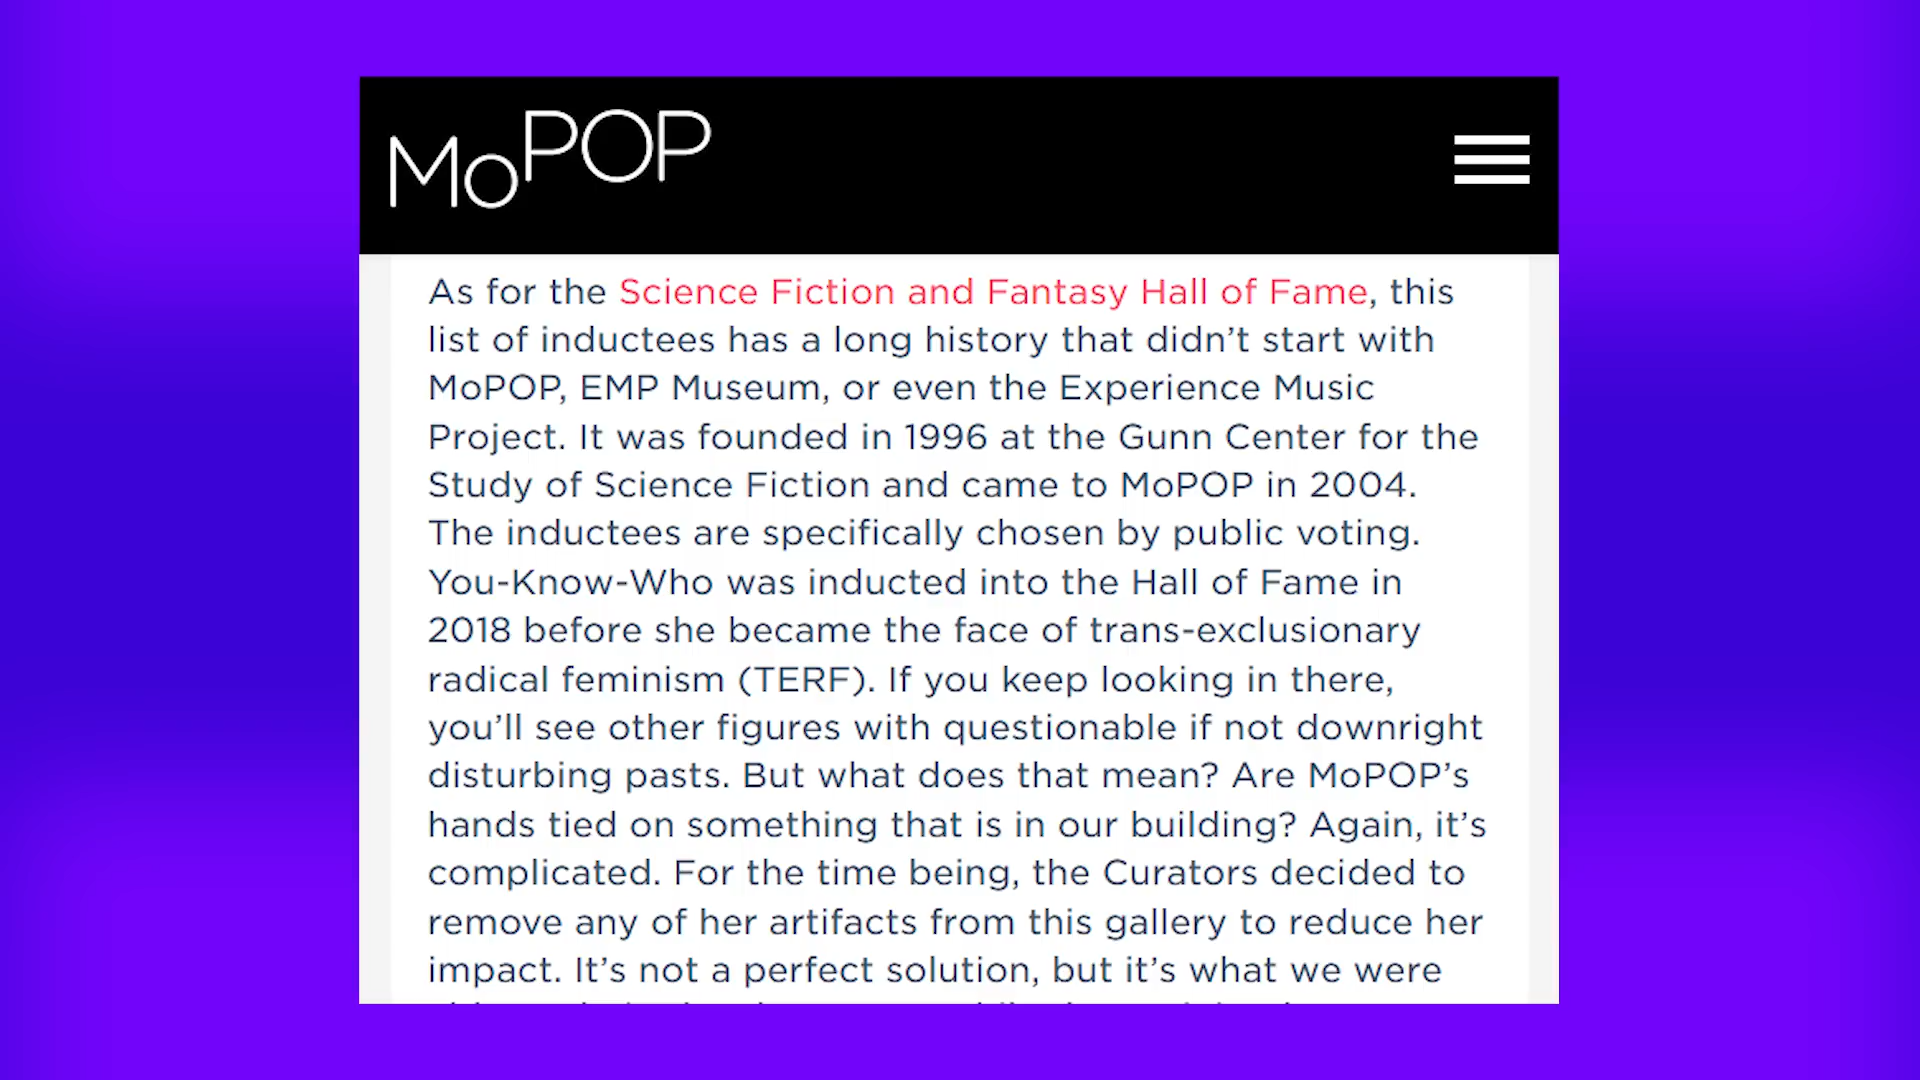 MoPOP
As for the Science Fiction and Fantasy Hall of Fame, this
list of inductees has a long history that didn’t start with
MoPOP, EMP Museum, or even the Experience Music
Project. It was founded in 1996 at the Gunn Center for the
Study of Science Fiction and came to MoPOP in 2004.
The inductees are specifically chosen by public voting.
You-Know-Who was inducted into the Hall of Fame in
2018 before she became the face of trans-exclusionary
radical feminism (TERF). If you keep looking in there,
you’ll see other figures with questionable if not downright
disturbing pasts. But what does that mean? Are MoPOP’s
hands tied on something that is in our building? Again, it’s
complicated. For the time being, the Curators decided to
remove any of her artifacts from this gallery to reduce her
impact. It’s not a perfect solution, but it’s what we were